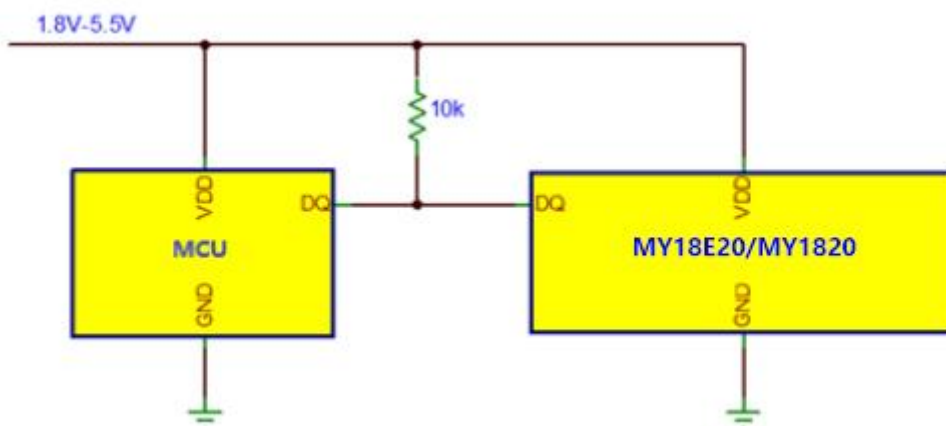 1.8V-5.5V
10k
VDD
DQ
MCU
GND
VDD
DQ
MY18E20/MY1820
GND